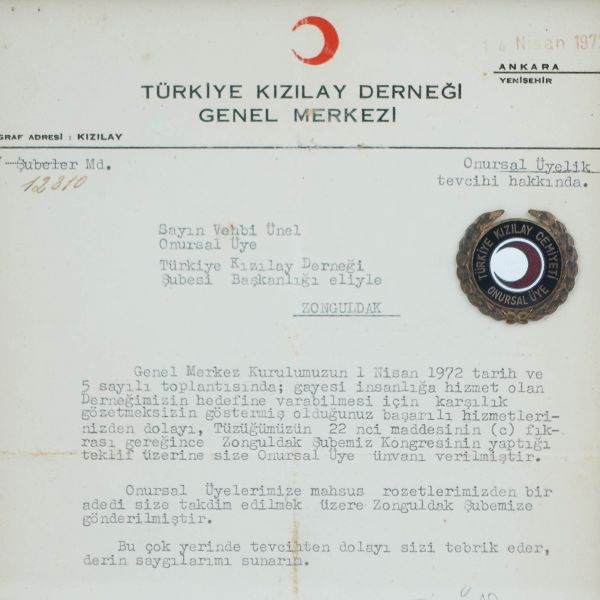 14 Nisan 1972
ANKARA
YENİŞEHİR
TÜRKİYE KIZILAY DERNEĞİ
GENEL MERKEZİ
GRAF ADRESİ : KIZILAY
Şubeler Md.
12310
Onursal Üyelik
tevcihi hakkında.
Sayın Vehbi Ünel
Onursal Üye
Türkiye Kızılay Derneği
Şubesi Başkanlığı eliyle
ZONGULDAK
TÜRKİYE KIZILAY CEMİYETİ
ONURSAL ÜYE
Genel Merkez Kurulumuzun 1 Nisan 1972 tarih ve
5 sayılı toplantısında; gayesi insanlığa hizmet olan
Derneğimizin hedefine varabilmesi için karşılık
gözetmeksizin göstermiş olduğunuz başarılı hizmetleri-
nizden dolayı, Tüzüğümüzün 22 nci maddesinin (c) fık-
rası gereğince Zonguldak Şubemiz Kongresinin yaptığı
teklif üzerine size Onursal Üye ünvanı verilmiştir.
Onursal Üyelerimize mahsus rozetlerimizden bir
adedi size takdim edilmek üzere Zonguldak Şubemize
gönderilmiştir.
Bu çok yerinde tevcihten dolayı sizi tebrik eder,
derin saygılarımı sunarım.